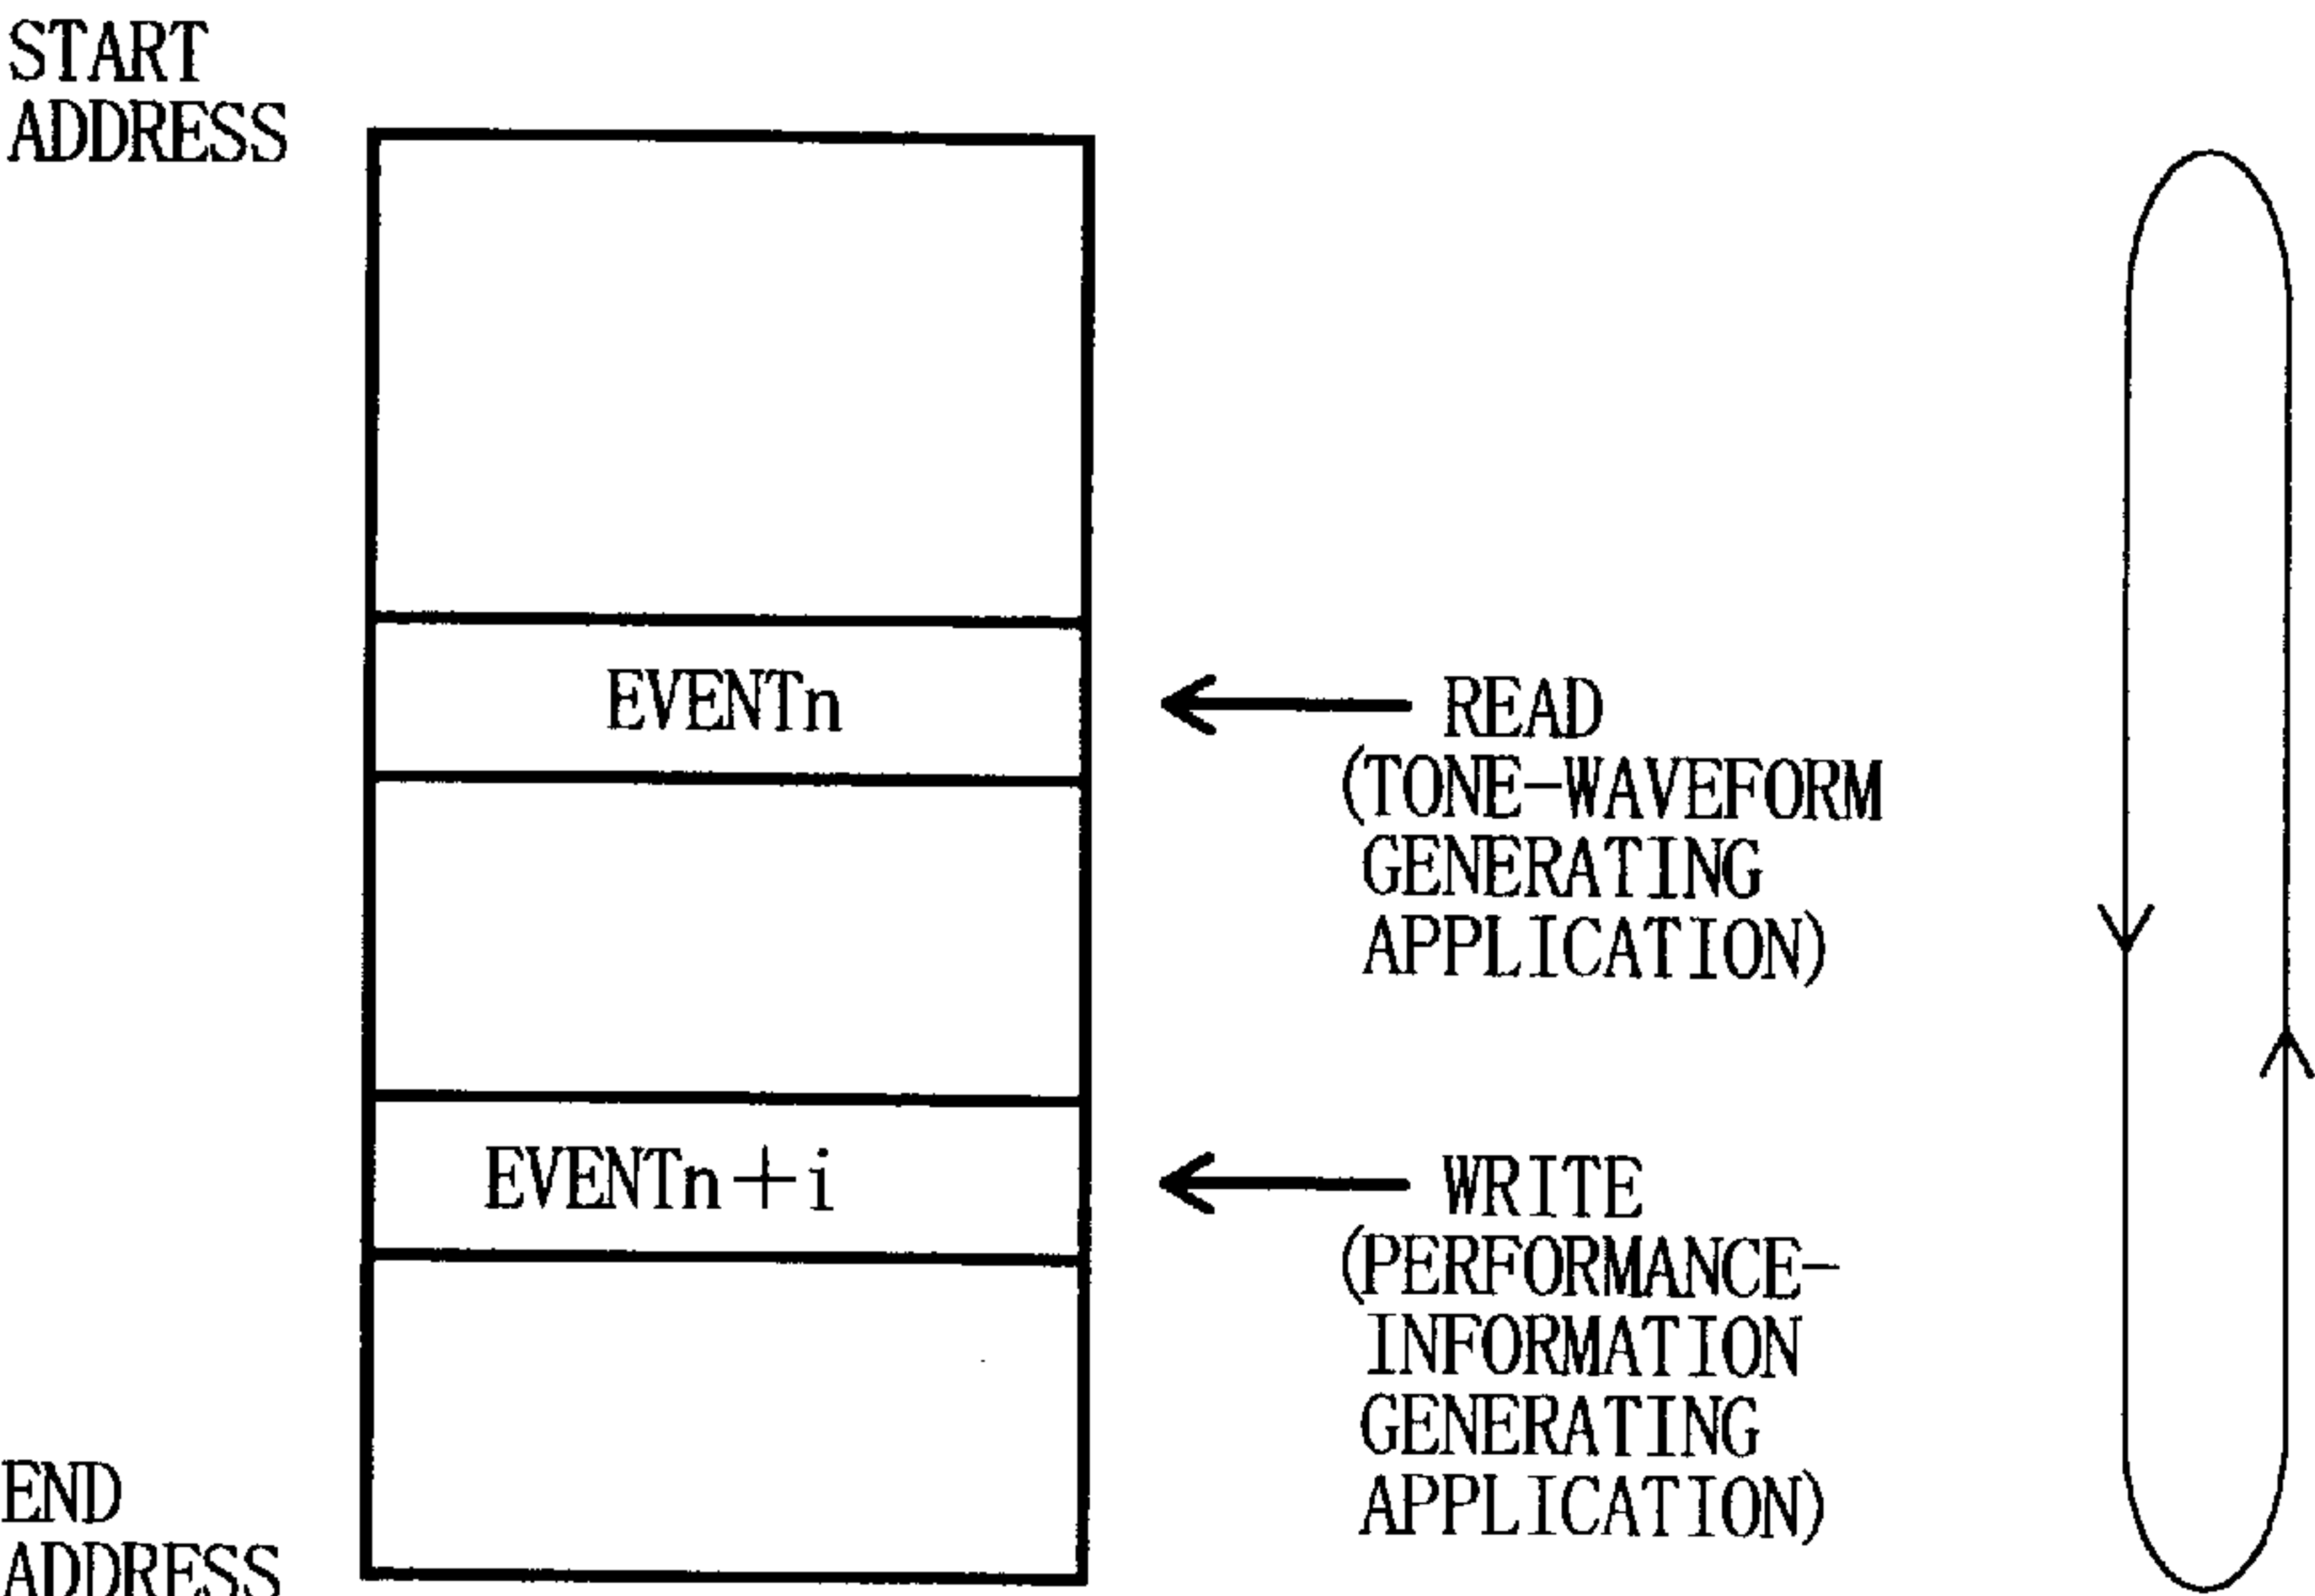 START
ADDRESS
EVENTn
READ
(TONE-WAVEFORM
GENERATING
APPLICATION)
EVENTn+i
WRITE
(PERFORMANCE-
INFORMATION
GENERATING
APPLICATION)
END
ADDRESS